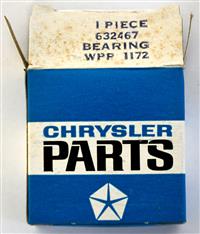 1 PIECE
632467
BEARING
WPP 1172
CHRYSLER
PARTS